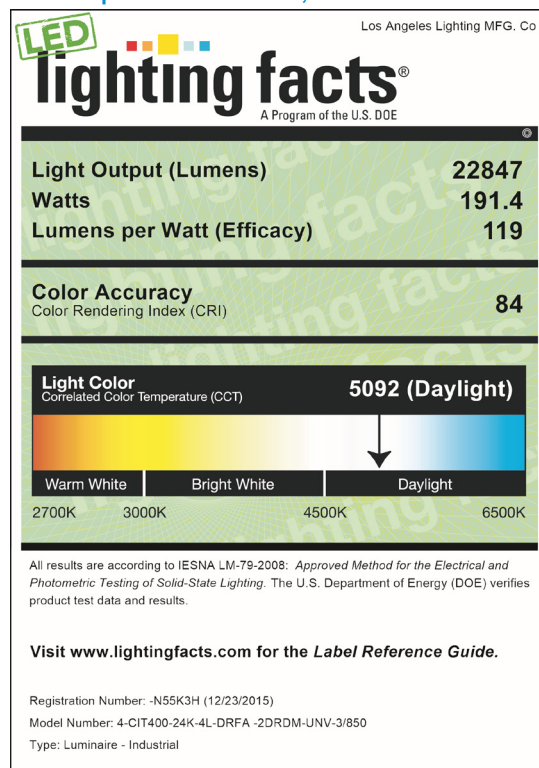 Los Angeles Lighting MFG. Co
LED
lighting facts®
A Program of the U.S. DOE
©
Light Output (Lumens) 22847
Watts 191.4
Lumens per Watt (Efficacy) 119
Color Accuracy
Color Rendering Index (CRI) 84
Light Color
Correlated Color Temperature (CCT) 5092 (Daylight)
Warm White Bright White Daylight
2700K 3000K 4500K 6500K
All results are according to IESNA LM-79-2008: Approved Method for the Electrical and
Photometric Testing of Solid-State Lighting. The U.S. Department of Energy (DOE) verifies
product test data and results.
Visit www.lightingfacts.com for the Label Reference Guide.
Registration Number: -N55K3H (12/23/2015)
Model Number: 4-CIT400-24K-4L-DRFA -2DRDM-UNV-3/850
Type: Luminaire - Industrial